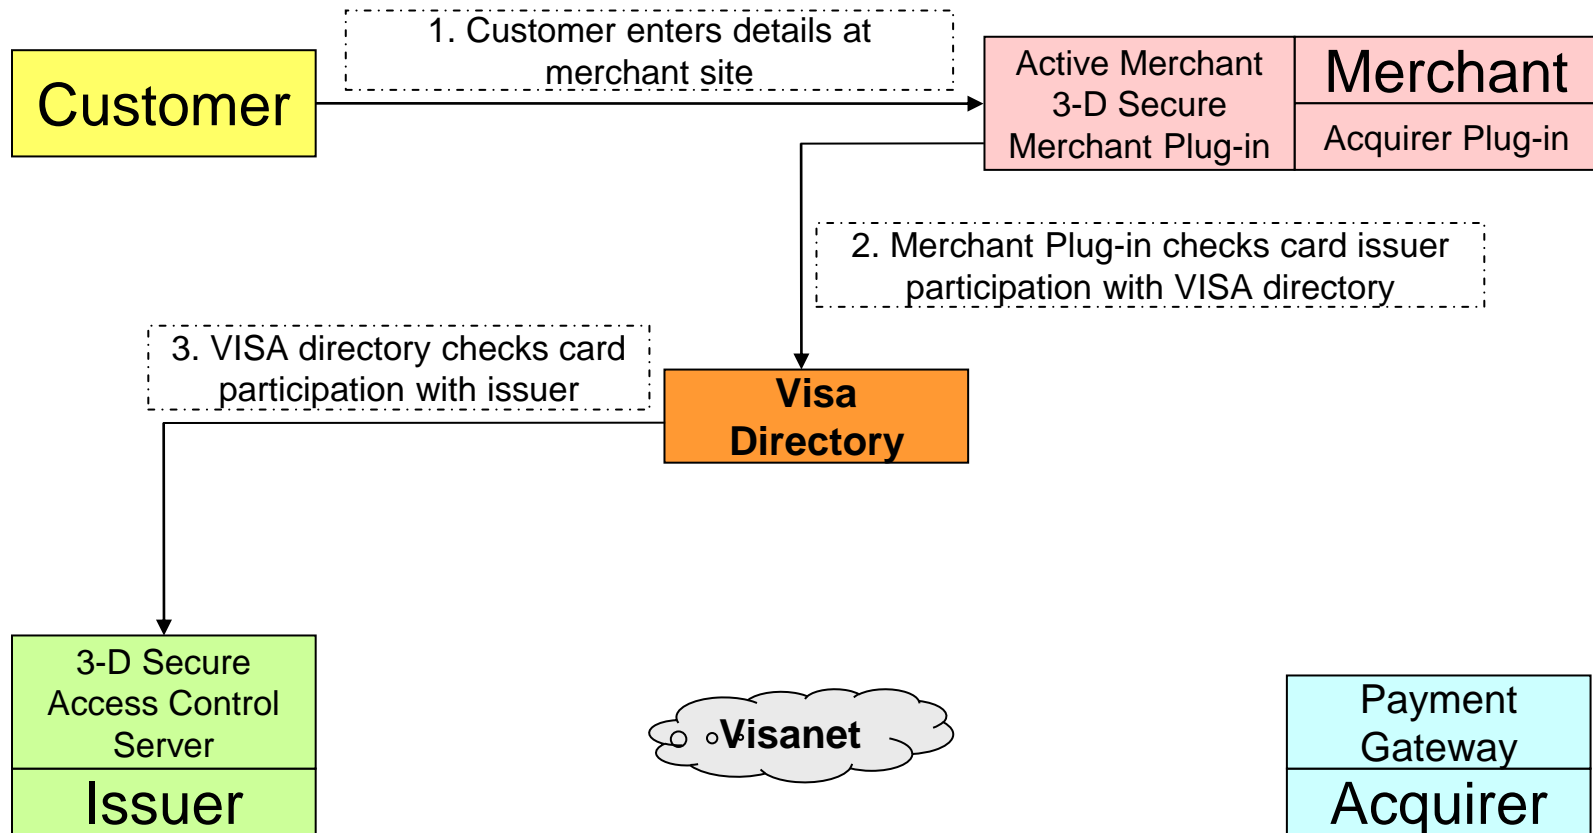 1. Customer enters details at
merchant site
Customer
Active Merchant
3-D Secure
Merchant Plug-in
Merchant
Acquirer Plug-in
2. Merchant Plug-in checks card issuer
participation with VISA directory
3. VISA directory checks card
participation with issuer
Visa
Directory
3-D Secure
Access Control
Server
Issuer
Visanet
Payment
Gateway
Acquirer